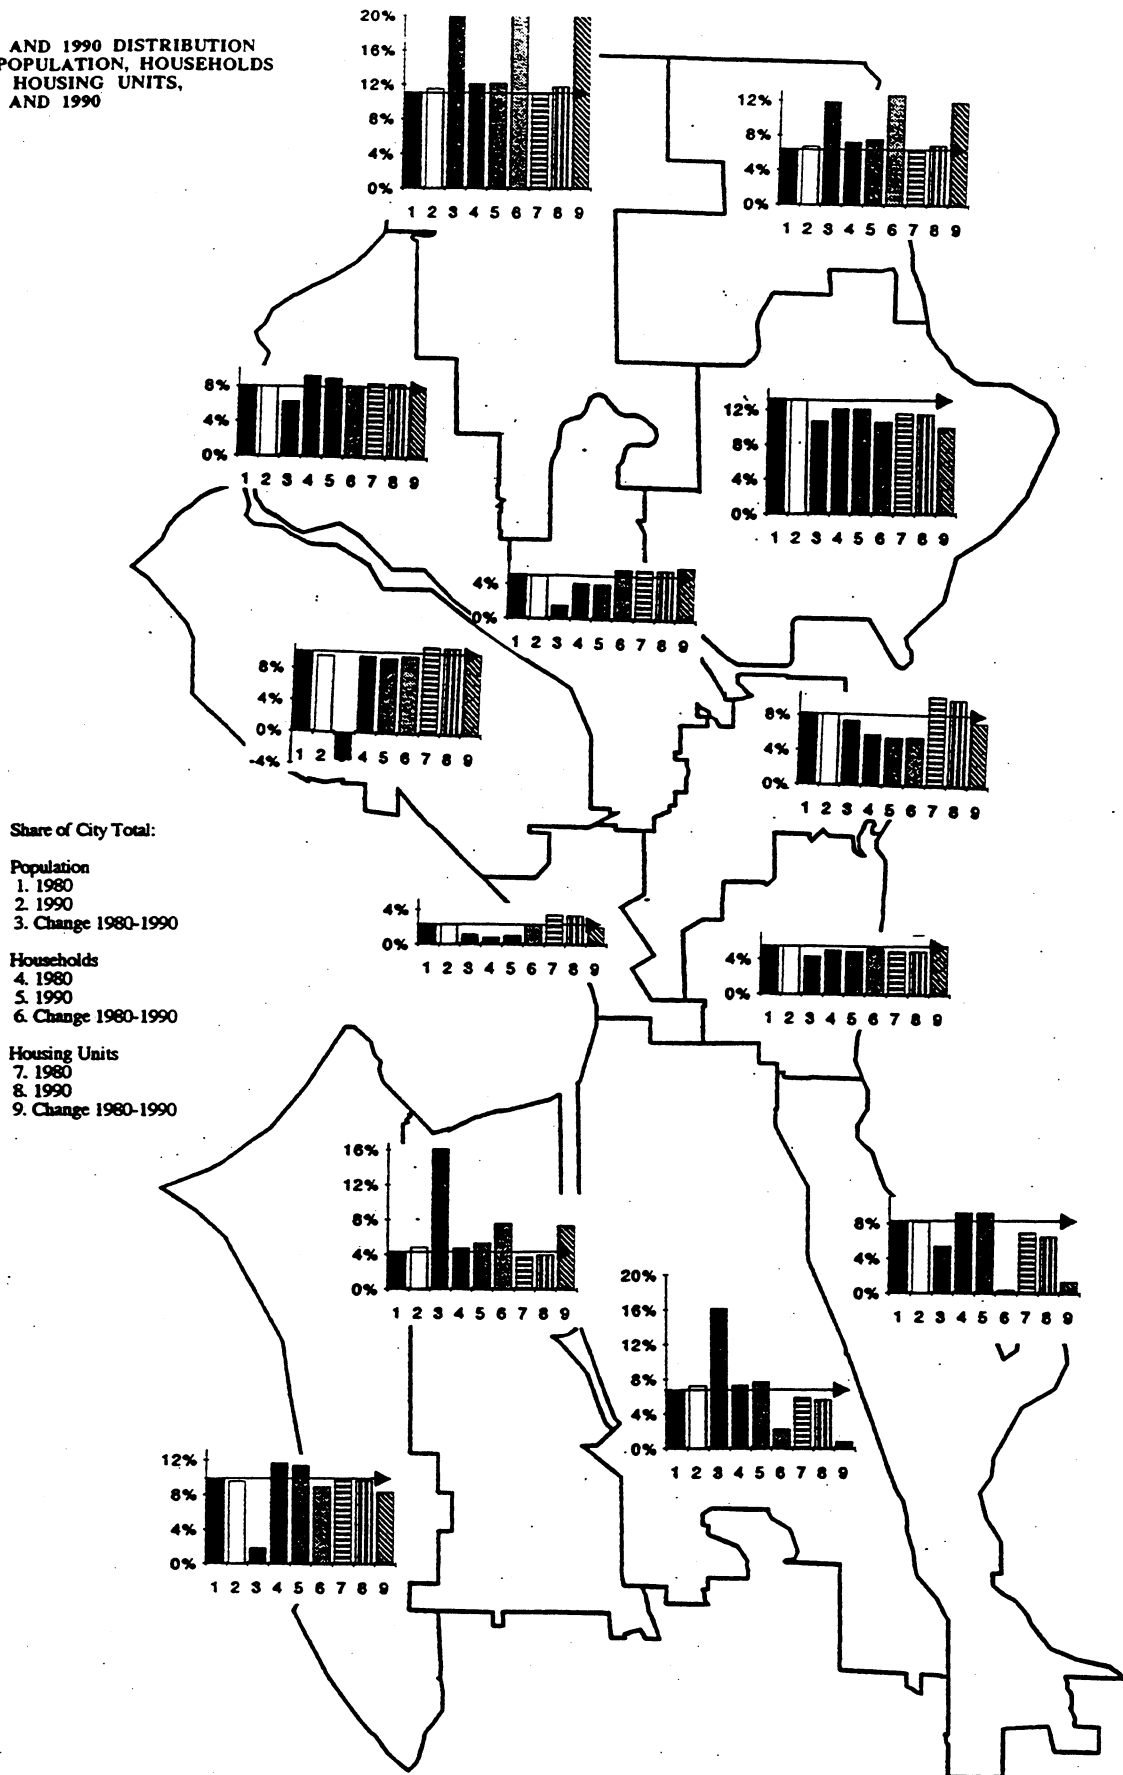 AND 1990 DISTRIBUTION
POPULATION, HOUSEHOLDS
HOUSING UNITS,
AND 1990
20%
16%
12%
8%
4%
0%
1 2 3 4 5 6 7 8 9
12%
8%
4%
0%
1 2 3 4 5 6 7 8 9
8%
4%
0%
1 2 3 4 5 6 7 8 9
12%
8%
4%
0%
1 2 3 4 5 6 7 8 9
4%
0%
1 2 3 4 5 6 7 8 9
8%
4%
0%
-4%
1 2 4 5 6 7 8 9
8%
4%
0%
1 2 3 4 5 6 7 8 9
Share of City Total:
Population
1. 1980
2. 1990
3. Change 1980-1990
Households
4. 1980
5. 1990
6. Change 1980-1990
Housing Units
7. 1980
8. 1990
9. Change 1980-1990
4%
0%
1 2 3 4 5 6 7 8 9
4%
0%
1 2 3 4 5 6 7 8 9
16%
12%
8%
4%
0%
1 2 3 4 5 6 7 8 9
8%
4%
0%
1 2 3 4 5 6 7 8 9
20%
16%
12%
8%
4%
0%
1 2 3 4 5 6 7 8 9
12%
8%
4%
0%
1 2 3 4 5 6 7 8 9